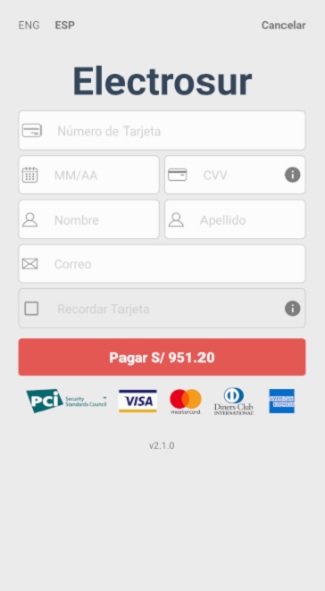 ENG ESP Cancelar
Electrosur
Número de Tarjeta
MM/AA CVV
Nombre Apellido
Correo
Recordar Tarjeta
Pagar S/ 951.20
PCi Security Standards Council VISA mastercard Diners Club INTERNATIONAL AMERICAN EXPRESS
v2.1.0